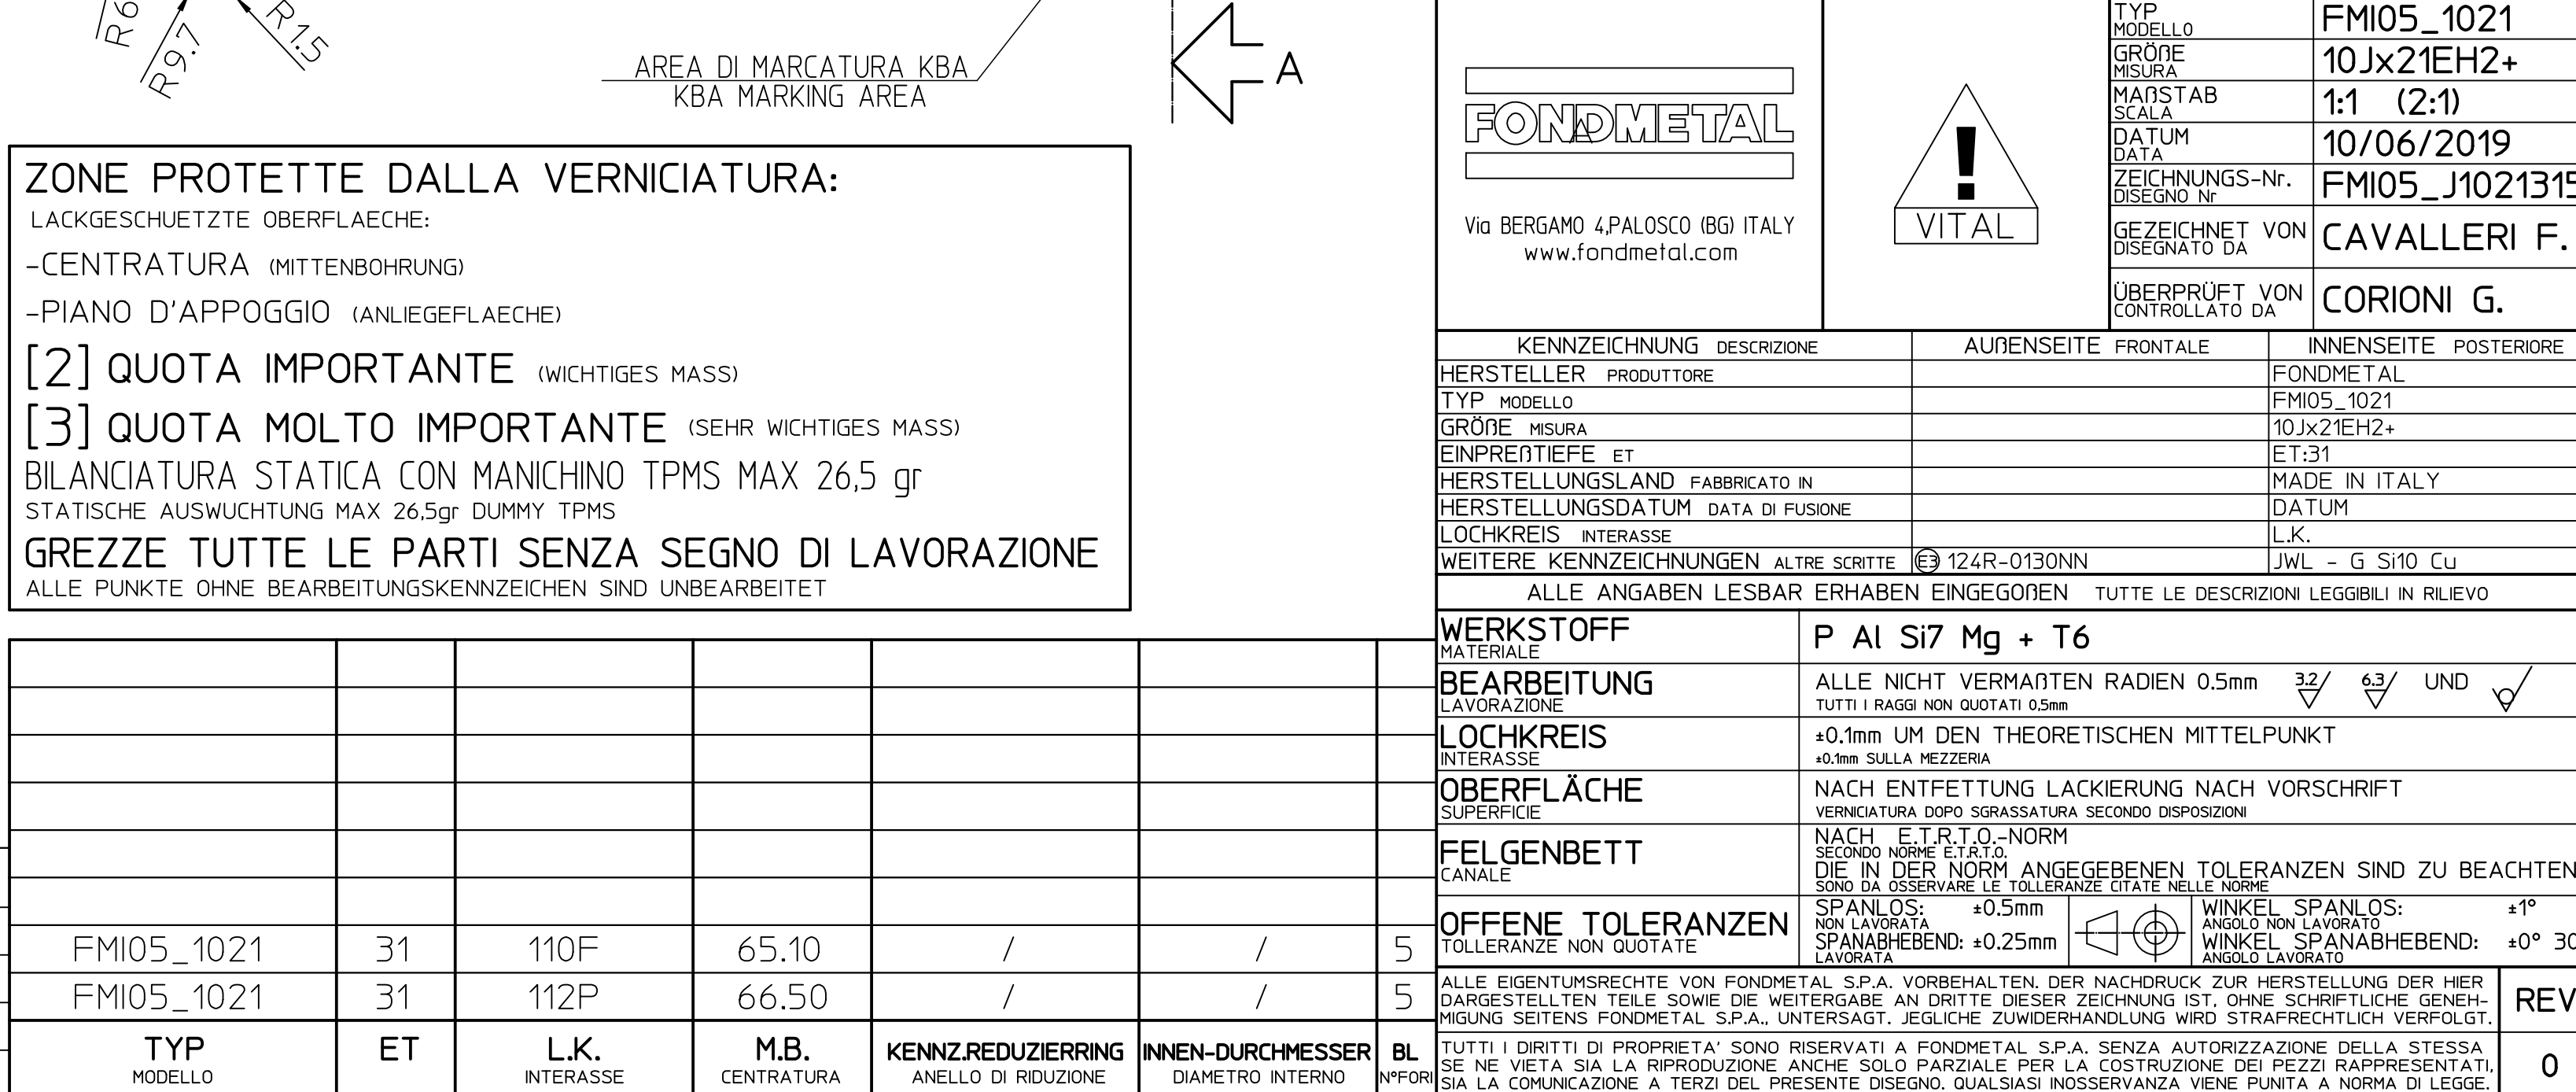 R6
R9.7
R1.5
AREA DI MARCATURA KBA
KBA MARKING AREA
A
ZONE PROTETTE DALLA VERNICIATURA:
LACKGESCHUETZTE OBERFLAECHE:
-CENTRATURA (MITTENBOHRUNG)
-PIANO D'APPOGGIO (ANLIEGEFLAECHE)
[2] QUOTA IMPORTANTE (WICHTIGES MASS)
[3] QUOTA MOLTO IMPORTANTE (SEHR WICHTIGES MASS)
BILANCIATURA STATICA CON MANICHINO TPMS MAX 26,5 gr
STATISCHE AUSWUCHTUNG MAX 26,5gr DUMMY TPMS
GREZZE TUTTE LE PARTI SENZA SEGNO DI LAVORAZIONE
ALLE PUNKTE OHNE BEARBEITUNGSKENNZEICHEN SIND UNBEARBEITET
FMI05_1021 31 110F 65.10 / / 5
FMI05_1021 31 112P 66.50 / / 5
TYP ET L.K. M.B. KENNZ.REDUZIERRING INNEN-DURCHMESSER BL
MODELLO INTERASSE CENTRATURA ANELLO DI RIDUZIONE DIAMETRO INTERNO N°FORI
FONDMETAL
Via BERGAMO 4,PALOSCO (BG) ITALY
www.fondmetal.com
!
VITAL
TYP FMI05_1021
MODELLO
GRÖßE 10Jx21EH2+
MISURA
MAßSTAB 1:1 (2:1)
SCALA
DATUM 10/06/2019
DATA
ZEICHNUNGS-Nr. FMI05_J1021315
DISEGNO Nr
GEZEICHNET VON CAVALLERI F.
DISEGNATO DA
ÜBERPRÜFT VON CORIONI G.
CONTROLLATO DA
KENNZEICHNUNG DESCRIZIONE AUßENSEITE FRONTALE INNENSEITE POSTERIORE
HERSTELLER PRODUTTORE FONDMETAL
TYP MODELLO FMI05_1021
GRÖßE MISURA 10Jx21EH2+
EINPREßTIEFE ET ET:31
HERSTELLUNGSLAND FABBRICATO IN MADE IN ITALY
HERSTELLUNGSDATUM DATA DI FUSIONE DATUM
LOCHKREIS INTERASSE L.K.
WEITERE KENNZEICHNUNGEN ALTRE SCRITTE E3 124R-0130NN JWL - G Si10 Cu
ALLE ANGABEN LESBAR ERHABEN EINGEGOßEN TUTTE LE DESCRIZIONI LEGGIBILI IN RILIEVO
WERKSTOFF P Al Si7 Mg + T6
MATERIALE
BEARBEITUNG ALLE NICHT VERMAßTEN RADIEN 0.5mm 3.2 6.3 UND
LAVORAZIONE TUTTI I RAGGI NON QUOTATI 0,5mm
LOCHKREIS ±0.1mm UM DEN THEORETISCHEN MITTELPUNKT
INTERASSE ±0.1mm SULLA MEZZERIA
OBERFLÄCHE NACH ENTFETTUNG LACKIERUNG NACH VORSCHRIFT
SUPERFICIE VERNICIATURA DOPO SGRASSATURA SECONDO DISPOSIZIONI
FELGENBETT
CANALE
NACH E.T.R.T.O.-NORM
SECONDO NORME E.T.R.T.O.
DIE IN DER NORM ANGEGEBENEN TOLERANZEN SIND ZU BEACHTEN
SONO DA OSSERVARE LE TOLLERANZE CITATE NELLE NORME
OFFENE TOLERANZEN
TOLLERANZE NON QUOTATE
SPANLOS: ±0.5mm
NON LAVORATA
SPANABHEBEND: ±0.25mm
LAVORATA
WINKEL SPANLOS: ±1°
ANGOLO NON LAVORATO
WINKEL SPANABHEBEND: ±0° 30
ANGOLO LAVORATO
ALLE EIGENTUMSRECHTE VON FONDMETAL S.P.A. VORBEHALTEN. DER NACHDRUCK ZUR HERSTELLUNG DER HIER
DARGESTELLTEN TEILE SOWIE DIE WEITERGABE AN DRITTE DIESER ZEICHNUNG IST, OHNE SCHRIFTLICHE GENEH-
MIGUNG SEITENS FONDMETAL S.P.A., UNTERSAGT. JEGLICHE ZUWIDERHANDLUNG WIRD STRAFRECHTLICH VERFOLGT.
REV
TUTTI I DIRITTI DI PROPRIETA' SONO RISERVATI A FONDMETAL S.P.A. SENZA AUTORIZZAZIONE DELLA STESSA
SE NE VIETA SIA LA RIPRODUZIONE ANCHE SOLO PARZIALE PER LA COSTRUZIONE DEI PEZZI RAPPRESENTATI,
SIA LA COMUNICAZIONE A TERZI DEL PRESENTE DISEGNO. QUALSIASI INOSSERVANZA VIENE PUNITA A NORMA DI LEGGE.
0